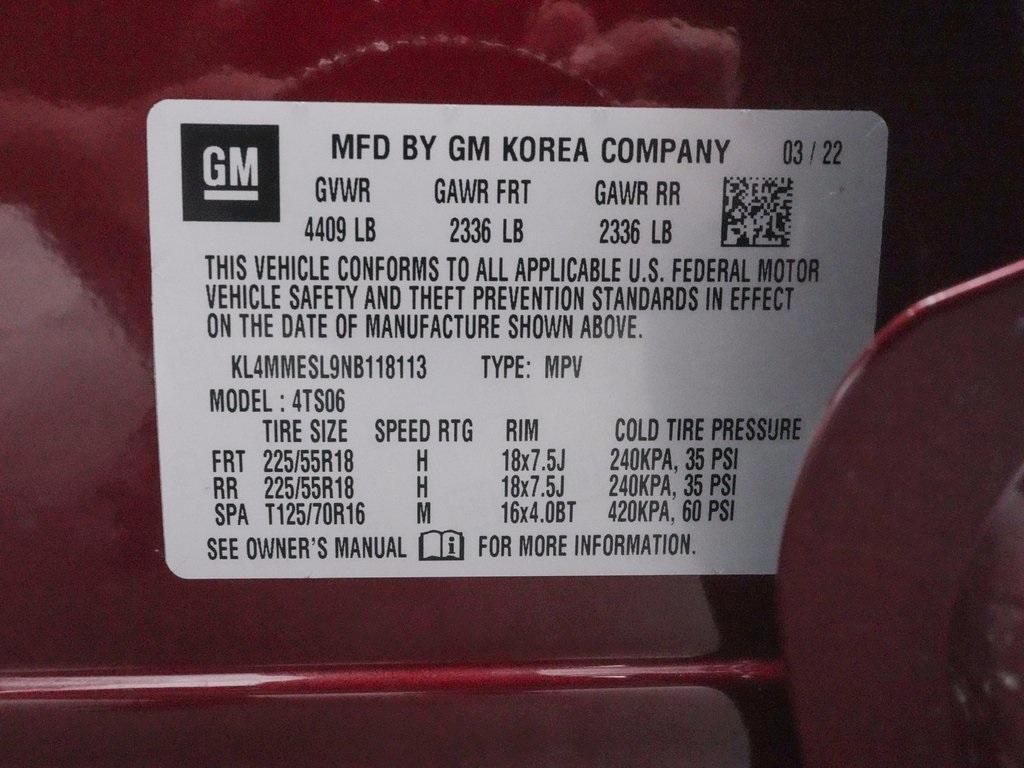 GM
MFD BY GM KOREA COMPANY 03 / 22
GVWR GAWR FRT GAWR RR
4409 LB 2336 LB 2336 LB
THIS VEHICLE CONFORMS TO ALL APPLICABLE U.S. FEDERAL MOTOR
VEHICLE SAFETY AND THEFT PREVENTION STANDARDS IN EFFECT
ON THE DATE OF MANUFACTURE SHOWN ABOVE.
KL4MMESL9NB118113 TYPE: MPV
MODEL : 4TS06
TIRE SIZE SPEED RTG RIM COLD TIRE PRESSURE
FRT 225/55R18 H 18x7.5J 240KPA, 35 PSI
RR 225/55R18 H 18x7.5J 240KPA, 35 PSI
SPA T125/70R16 M 16x4.0BT 420KPA, 60 PSI
SEE OWNER'S MANUAL i FOR MORE INFORMATION.